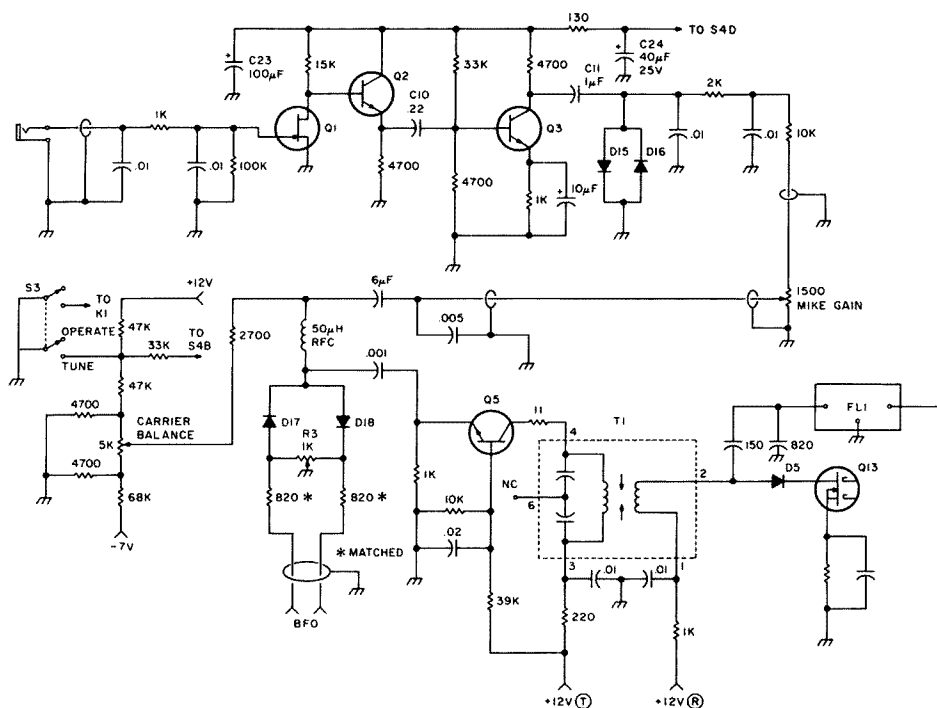 130
TO S4D
C23
100µF
15K
Q2
C10
.22
33K
4700
C11
1µF
C24
40µF
25V
2K
1K
Q1
Q3
.01
.01
100K
4700
4700
D15
D16
.01
.01
10K
1K
10µF
S3
+12V
TO
K1
OPERATE
47K
TO
S4B
TUNE
33K
2700
50µH
RFC
6µF
.005
1500
MIKE GAIN
.001
47K
4700
CARRIER
BALANCE
5K
4700
68K
-7V
D17
D18
R3
1K
820*
820*
* MATCHED
BFO
Q5
11
1K
10K
.02
39K
NC
4
T1
6
2
3
1
.01
.01
220
1K
+12V T
+12V R
150
820
FL1
D5
Q13